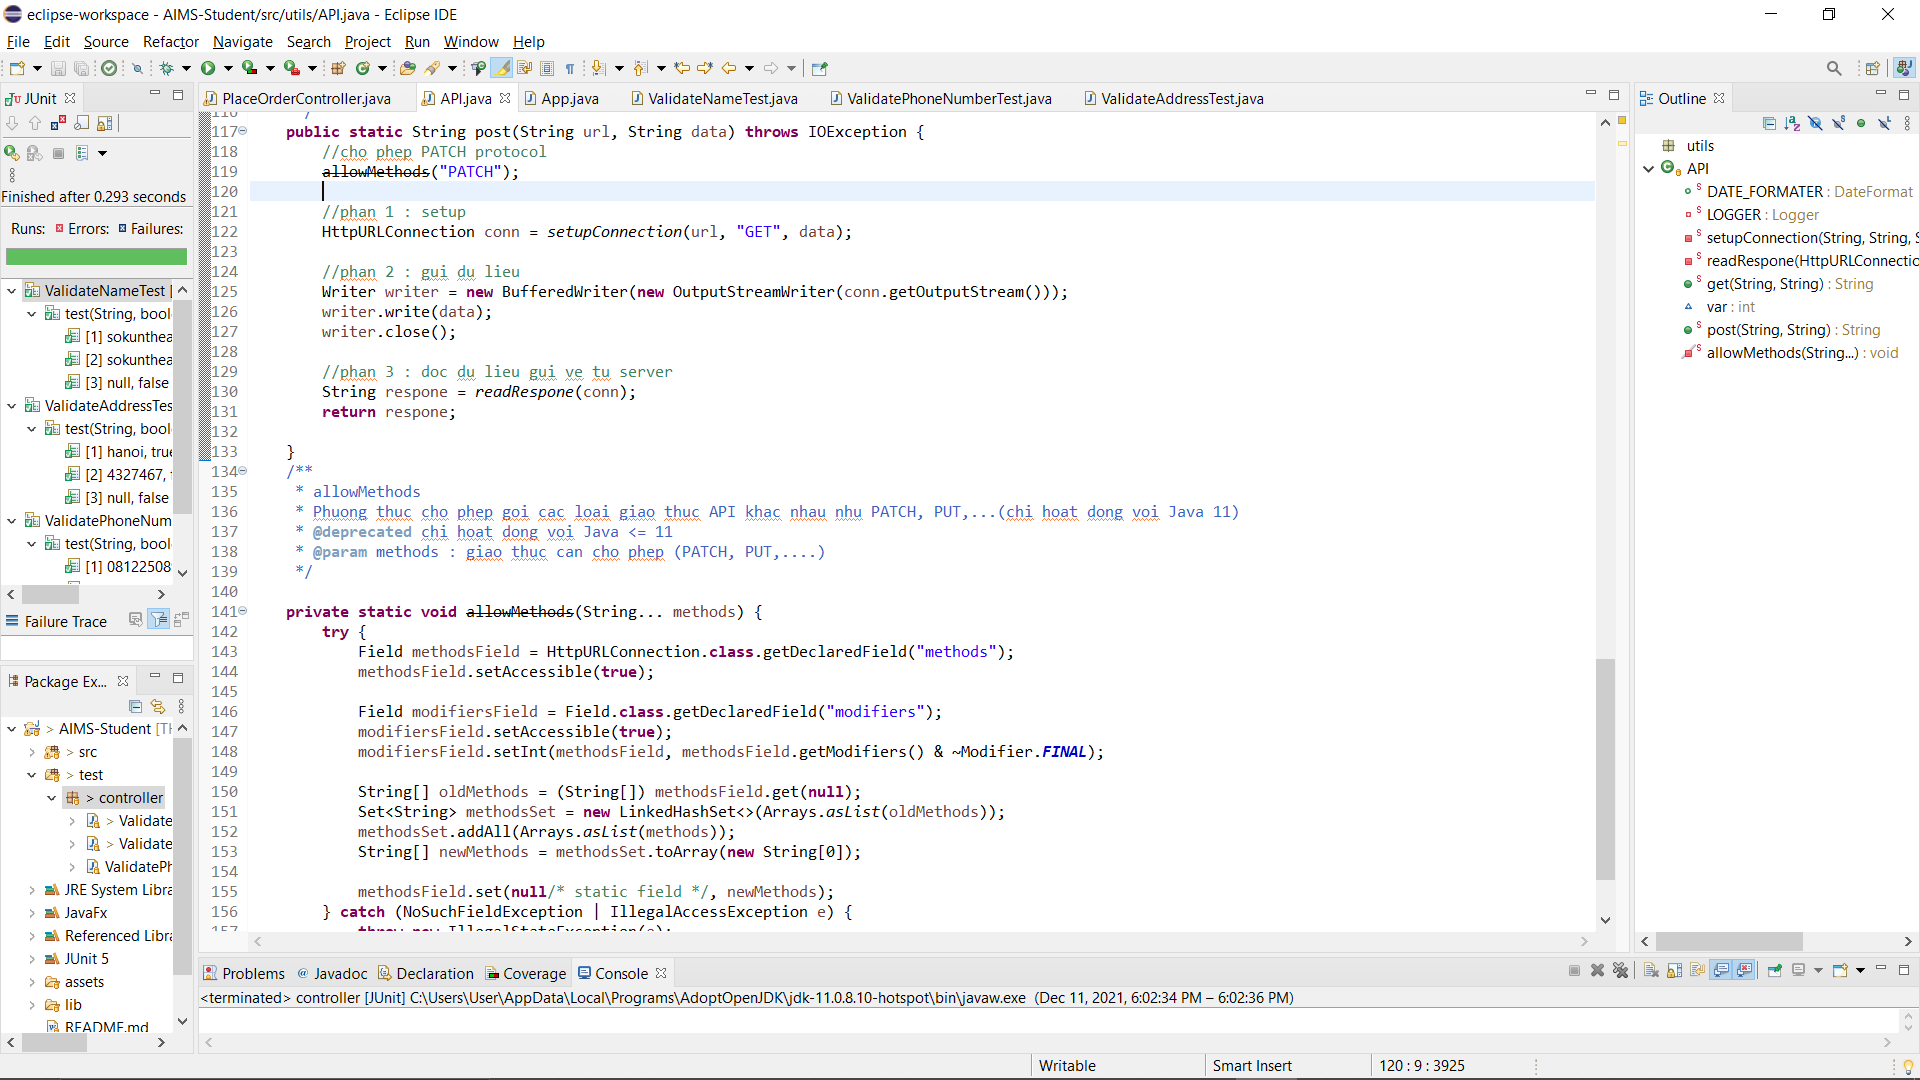 eclipse-workspace - AIMS-Student/src/utils/API.java - Eclipse IDE
File Edit Source Refactor Navigate Search Project Run Window Help
JUnit
Finished after 0.293 seconds
Runs: Errors: Failures:
ValidateNameTest [
test(String, bool
[1] sokunthea
[2] sokunthea
[3] null, false
ValidateAddressTes
test(String, bool
[1] hanoi, true
[2] 4327467,
[3] null, false
ValidatePhoneNum
test(String, bool
[1] 08122508
Failure Trace
Package Ex...
> AIMS-Student [TH
> src
> test
> controller
> Validate
> Validate
ValidatePh
JRE System Libra
JavaFx
Referenced Libra
JUnit 5
assets
lib
README.md
PlaceOrderController.java API.java App.java ValidateNameTest.java ValidatePhoneNumberTest.java ValidateAddressTest.java
116 */
117 public static String post(String url, String data) throws IOException {
118 //cho phep PATCH protocol
119 allowMethods("PATCH");
120
121 //phan 1 : setup
122 HttpURLConnection conn = setupConnection(url, "GET", data);
123
124 //phan 2 : gui du lieu
125 Writer writer = new BufferedWriter(new OutputStreamWriter(conn.getOutputStream()));
126 writer.write(data);
127 writer.close();
128
129 //phan 3 : doc du lieu gui ve tu server
130 String respone = readRespone(conn);
131 return respone;
132
133 }
134 /**
135 * allowMethods
136 * Phuong thuc cho phep goi cac loai giao thuc API khac nhau nhu PATCH, PUT,...(chi hoat dong voi Java 11)
137 * @deprecated chi hoat dong voi Java <= 11
138 * @param methods : giao thuc can cho phep (PATCH, PUT,....)
139 */
140
141 private static void allowMethods(String... methods) {
142 try {
143 Field methodsField = HttpURLConnection.class.getDeclaredField("methods");
144 methodsField.setAccessible(true);
145
146 Field modifiersField = Field.class.getDeclaredField("modifiers");
147 modifiersField.setAccessible(true);
148 modifiersField.setInt(methodsField, methodsField.getModifiers() & ~Modifier.FINAL);
149
150 String[] oldMethods = (String[]) methodsField.get(null);
151 Set<String> methodsSet = new LinkedHashSet<>(Arrays.asList(oldMethods));
152 methodsSet.addAll(Arrays.asList(methods));
153 String[] newMethods = methodsSet.toArray(new String[0]);
154
155 methodsField.set(null/* static field */, newMethods);
156 } catch (NoSuchFieldException | IllegalAccessException e) {
157 throw new IllegalStateException(e);
Outline
utils
API
DATE_FORMATER : DateFormat
LOGGER : Logger
setupConnection(String, String, S
readRespone(HttpURLConnectio
get(String, String) : String
var : int
post(String, String) : String
allowMethods(String...) : void
Problems Javadoc Declaration Coverage Console
<terminated> controller [JUnit] C:\Users\User\AppData\Local\Programs\AdoptOpenJDK\jdk-11.0.8.10-hotspot\bin\javaw.exe (Dec 11, 2021, 6:02:34 PM – 6:02:36 PM)
Writable Smart Insert 120 : 9 : 3925